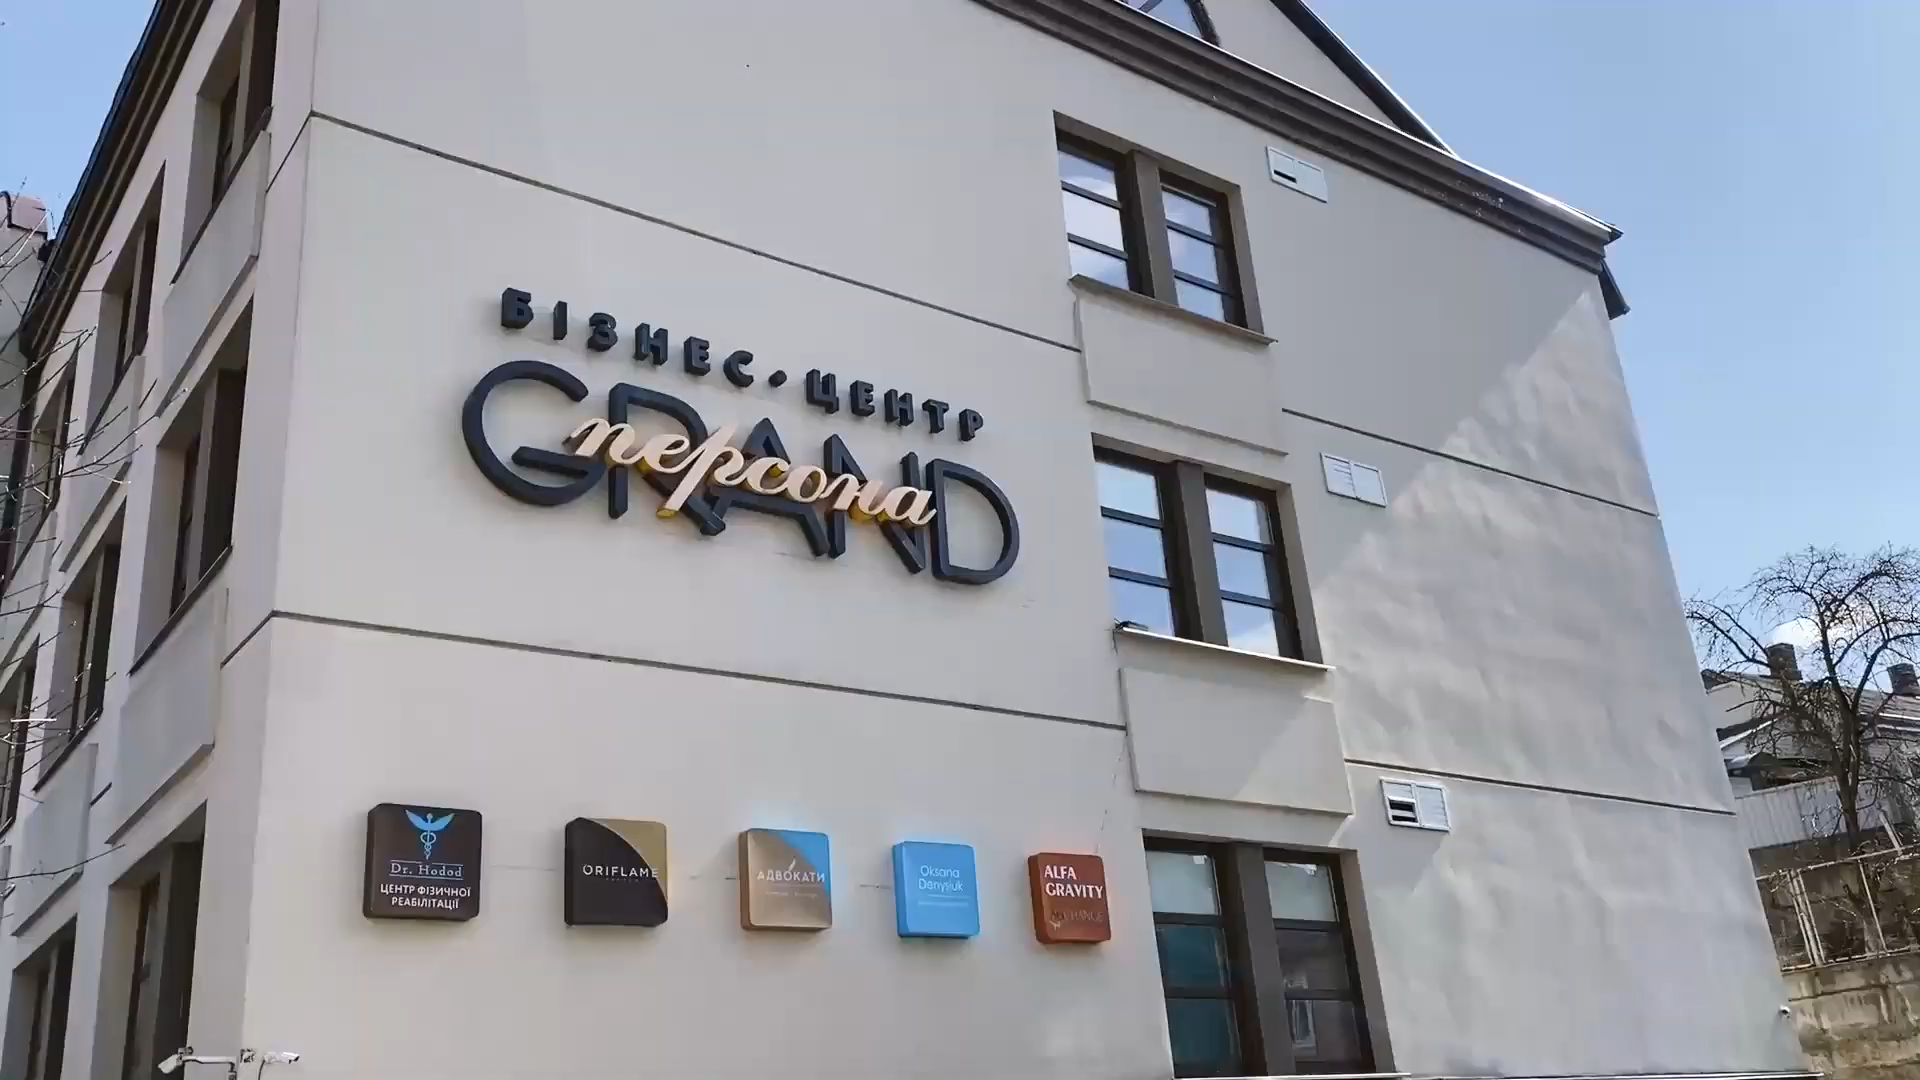 БІЗНЕС·ЦЕНТР
GRAND
персона
Dr. Hodod
ЦЕНТР ФІЗИЧНОЇ
РЕАБІЛІТАЦІЇ
ORIFLAME
АДВОКАТИ
Oksana
Denysiuk
ALFA
GRAVITY